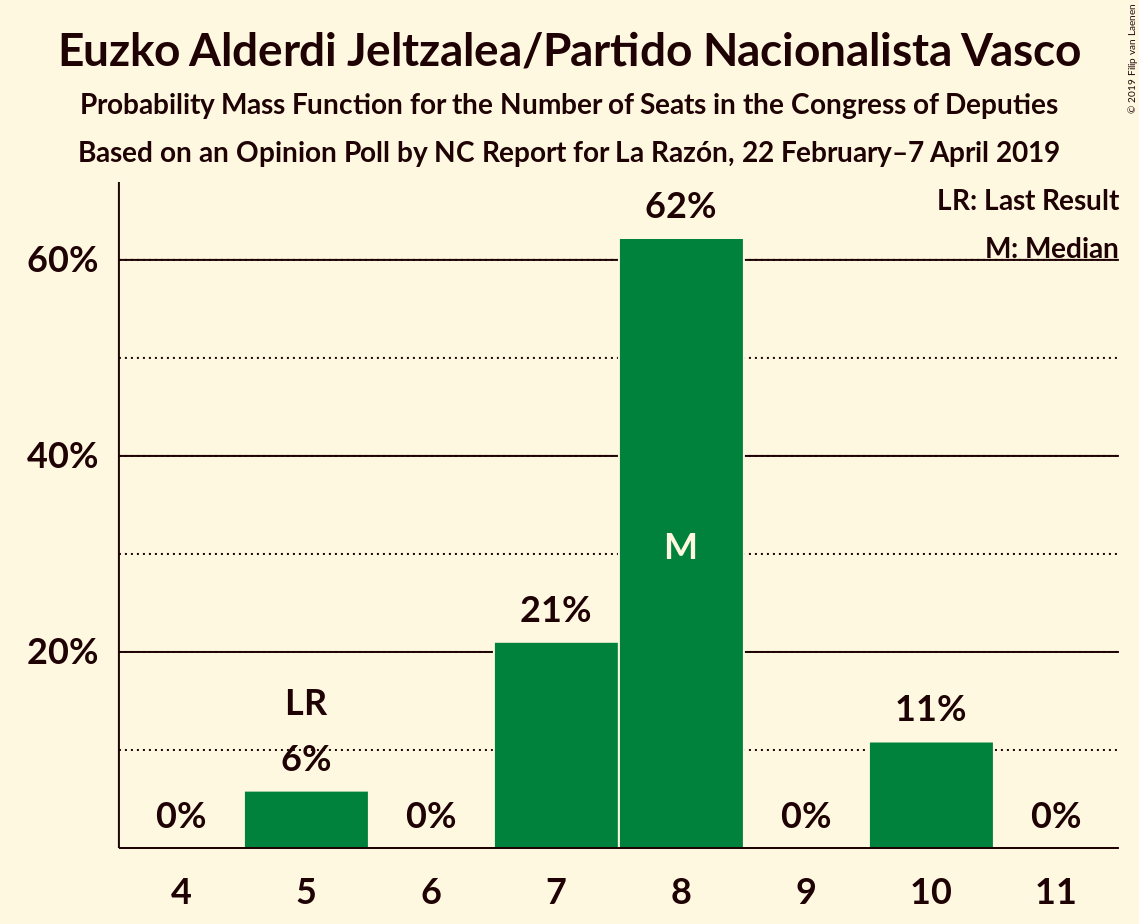 Euzko Alderdi Jeltzalea/Partido Nacionalista Vasco
Probability Mass Function for the Number of Seats in the Congress of Deputies
Based on an Opinion Poll by NC Report for La Razón, 22 February–7 April 2019
© 2019 Filip van Laenen
LR: Last Result
M: Median
60%
40%
20%
0%
LR
6%
0%
21%
62%
M
0%
11%
0%
4 5 6 7 8 9 10 11